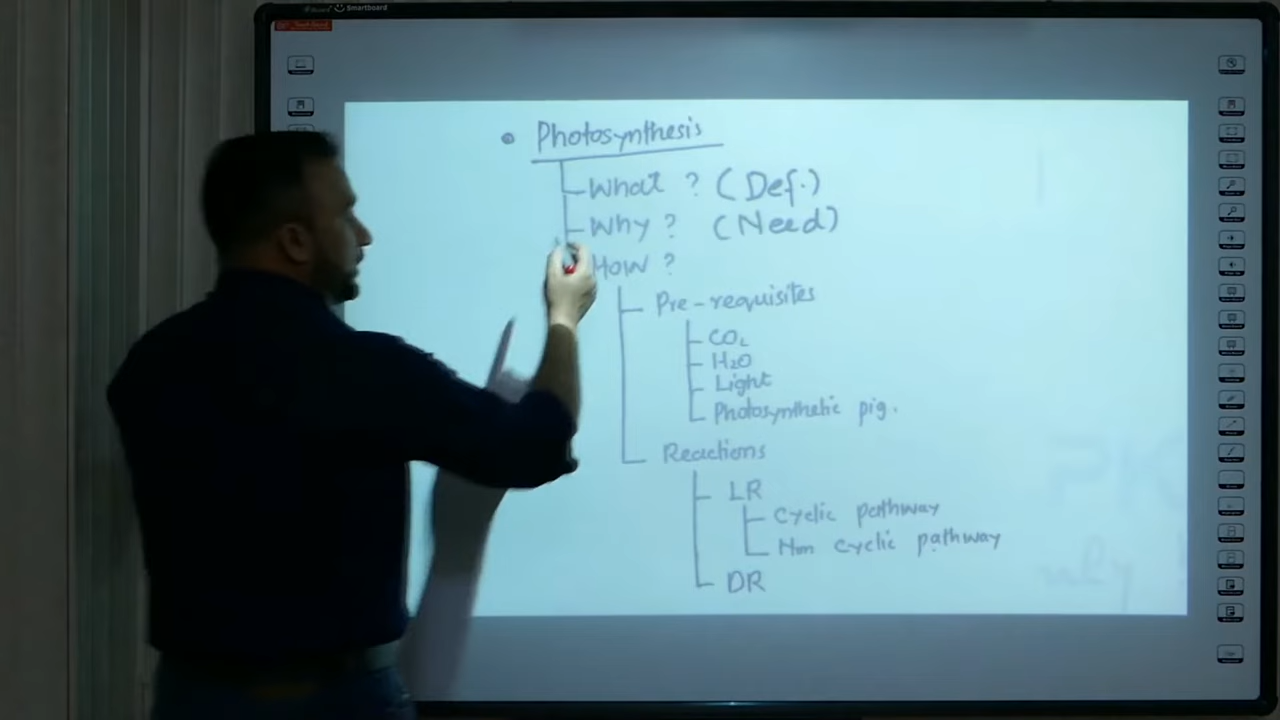 Smartboard
• Photosynthesis
What ? (Def.)
Why ? (Need)
How ?
Pre-requisites
CO₂
H₂O
Light
Photosynthetic pig.
Reactions
LR
Cyclic pathway
Non cyclic pathway
DR